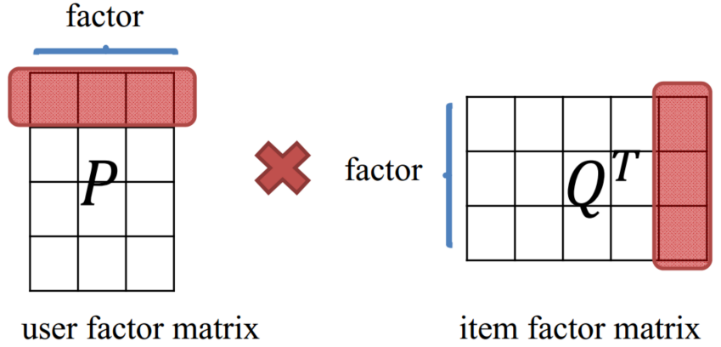 factor
P
factor
Q^T
user factor matrix
item factor matrix